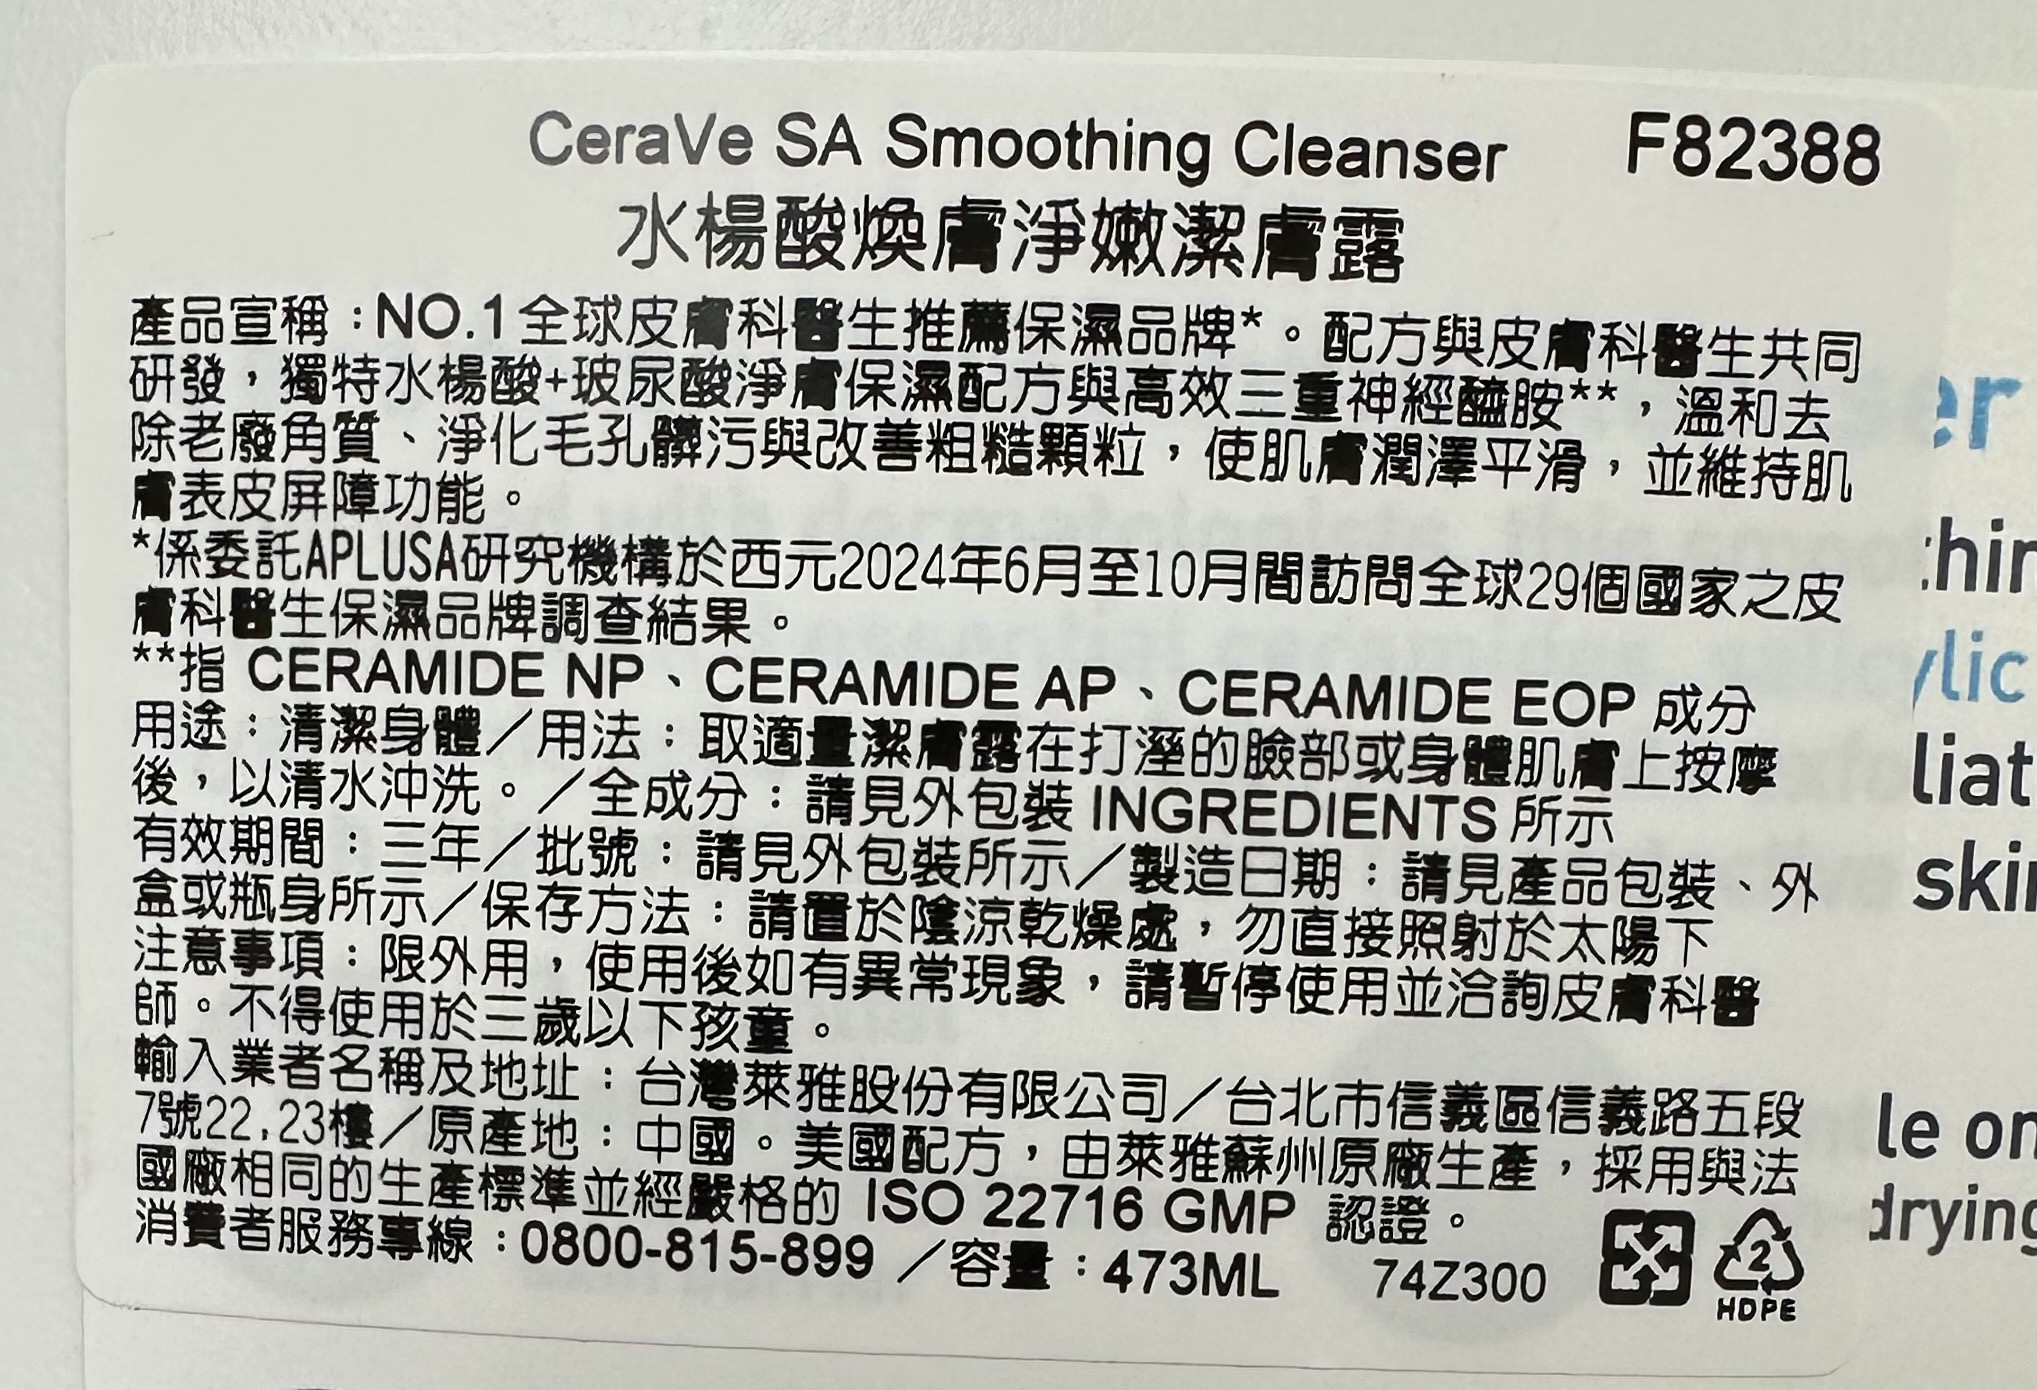 CeraVe SA Smoothing Cleanser F82388
水楊酸煥膚淨嫩潔膚露
產品宣稱：NO.1全球皮膚科醫生推薦保濕品牌*。配方與皮膚科醫生共同
研發，獨特水楊酸+玻尿酸淨膚保濕配方與高效三重神經醯胺**，溫和去
除老廢角質、淨化毛孔髒污與改善粗糙顆粒，使肌膚潤澤平滑，並維持肌
膚表皮屏障功能。
*係委託APLUSA研究機構於西元2024年6月至10月間訪問全球29個國家之皮
膚科醫生保濕品牌調查結果。
**指 CERAMIDE NP、CERAMIDE AP、CERAMIDE EOP 成分
用途：清潔身體／用法：取適量潔膚露在打溼的臉部或身體肌膚上按摩
後，以清水沖洗。／全成分：請見外包裝 INGREDIENTS 所示
有效期間：三年／批號：請見外包裝所示／製造日期：請見產品包裝、外
盒或瓶身所示／保存方法：請置於陰涼乾燥處，勿直接照射於太陽下
注意事項：限外用，使用後如有異常現象，請暫停使用並洽詢皮膚科醫
師。不得使用於三歲以下孩童。
輸入業者名稱及地址：台灣萊雅股份有限公司／台北市信義區信義路五段
7號22,23樓／原產地：中國。美國配方，由萊雅蘇州原廠生產，採用與法
國廠相同的生產標準並經嚴格的 ISO 22716 GMP 認證。
消費者服務專線：0800-815-899 ／容量：473ML 74Z300
2
HDPE
er
hin
ylic
liat
skin
le on
drying